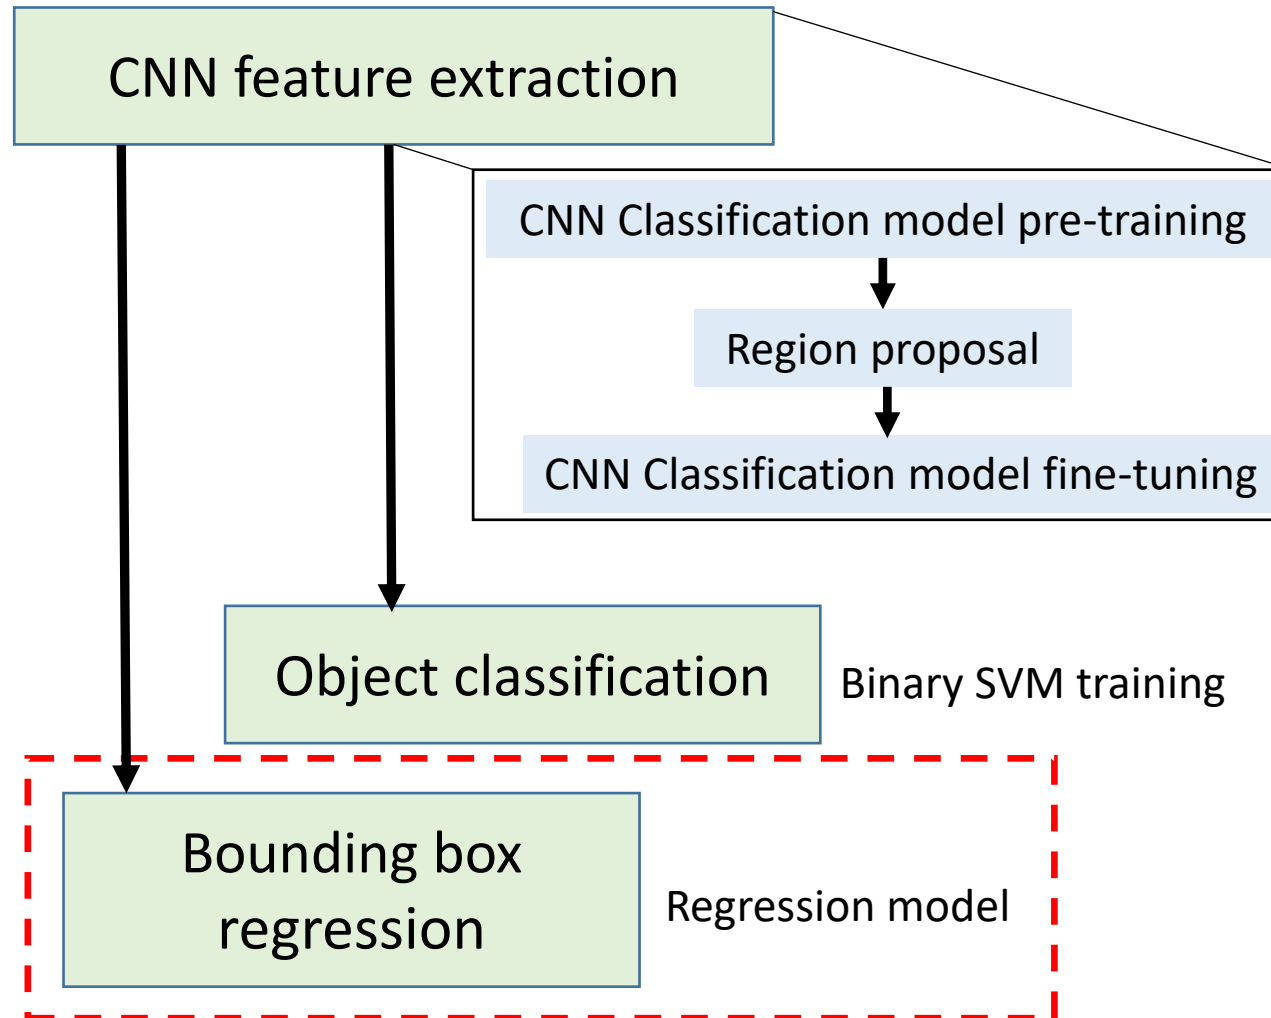 CNN feature extraction
CNN Classification model pre-training
Region proposal
CNN Classification model fine-tuning
Object classification
Binary SVM training
Bounding box
regression
Regression model